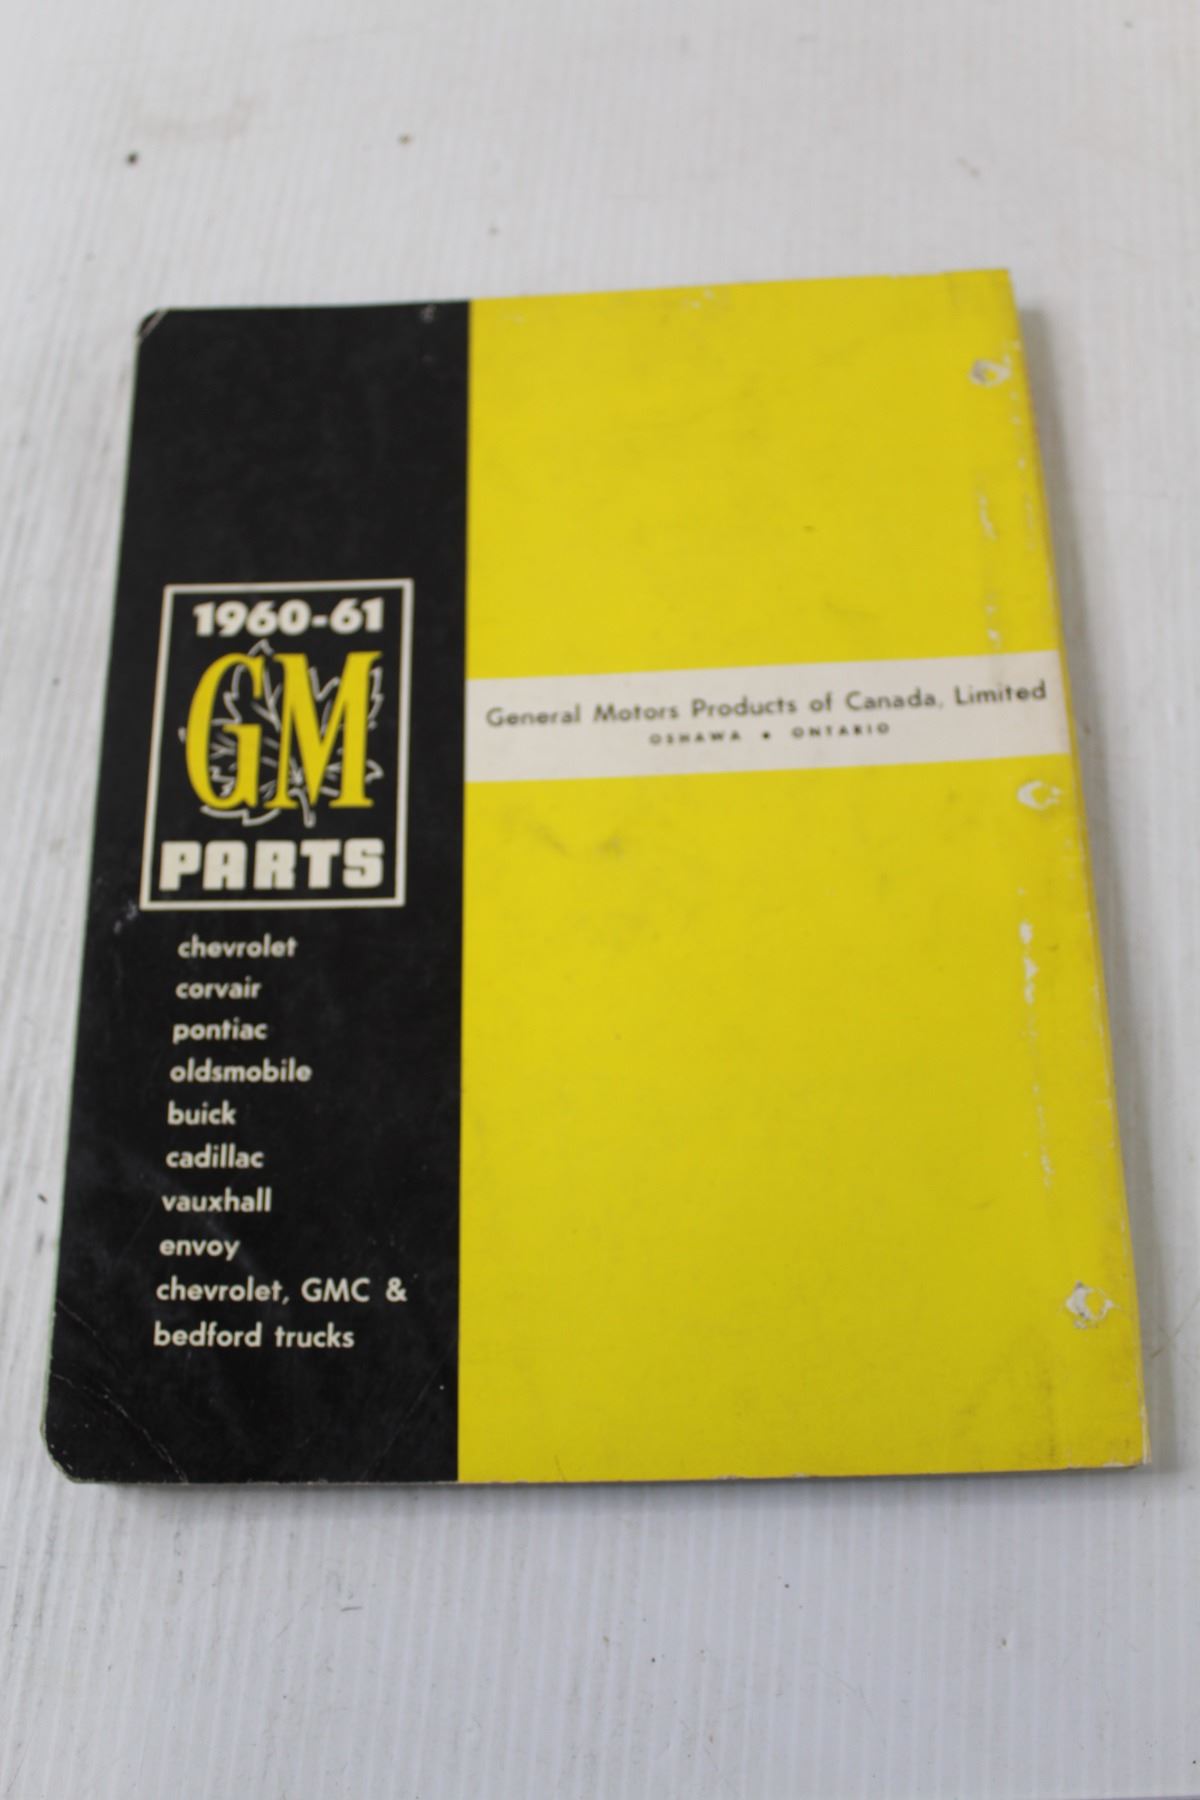 1960-61
GM
PARTS
chevrolet
corvair
pontiac
oldsmobile
buick
cadillac
vauxhall
envoy
chevrolet, GMC &
bedford trucks
General Motors Products of Canada, Limited
OSHAWA • ONTARIO